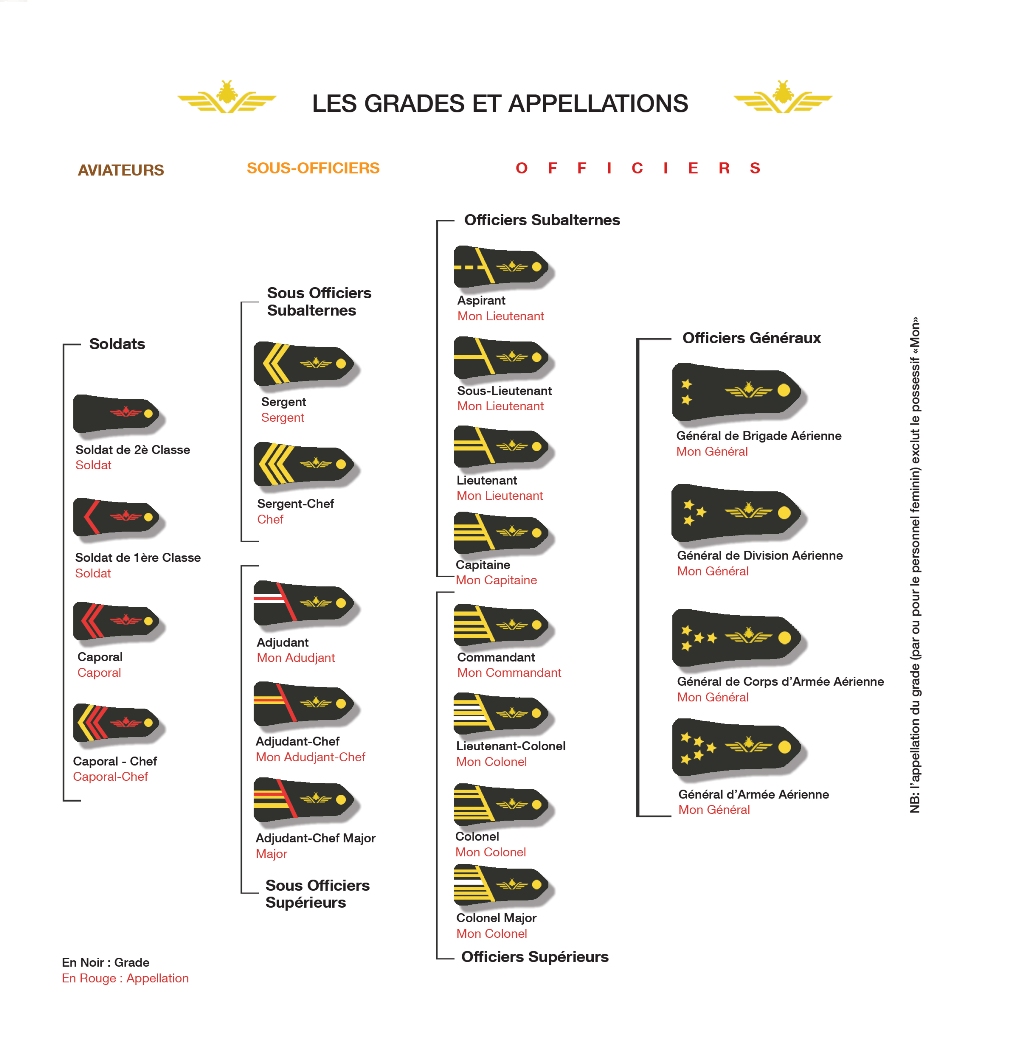 LES GRADES ET APPELLATIONS
AVIATEURS
SOUS-OFFICIERS
O F F I C I E R S
Soldats
Soldat de 2è Classe
Soldat
Soldat de 1ère Classe
Soldat
Caporal
Caporal
Caporal - Chef
Caporal-Chef
Sous Officiers
Subalternes
Sergent
Sergent
Sergent-Chef
Chef
Adjudant
Mon Adudjant
Adjudant-Chef
Mon Adudjant-Chef
Adjudant-Chef Major
Major
Sous Officiers
Supérieurs
Officiers Subalternes
Aspirant
Mon Lieutenant
Sous-Lieutenant
Mon Lieutenant
Lieutenant
Mon Lieutenant
Capitaine
Mon Capitaine
Commandant
Mon Commandant
Lieutenant-Colonel
Mon Colonel
Colonel
Mon Colonel
Colonel Major
Mon Colonel
Officiers Supérieurs
Officiers Généraux
Général de Brigade Aérienne
Mon Général
Général de Division Aérienne
Mon Général
Général de Corps d'Armée Aérienne
Mon Général
Général d'Armée Aérienne
Mon Général
NB: l'appellation du grade (par ou pour le personnel feminin) exclut le possessif «Mon»
En Noir : Grade
En Rouge : Appellation